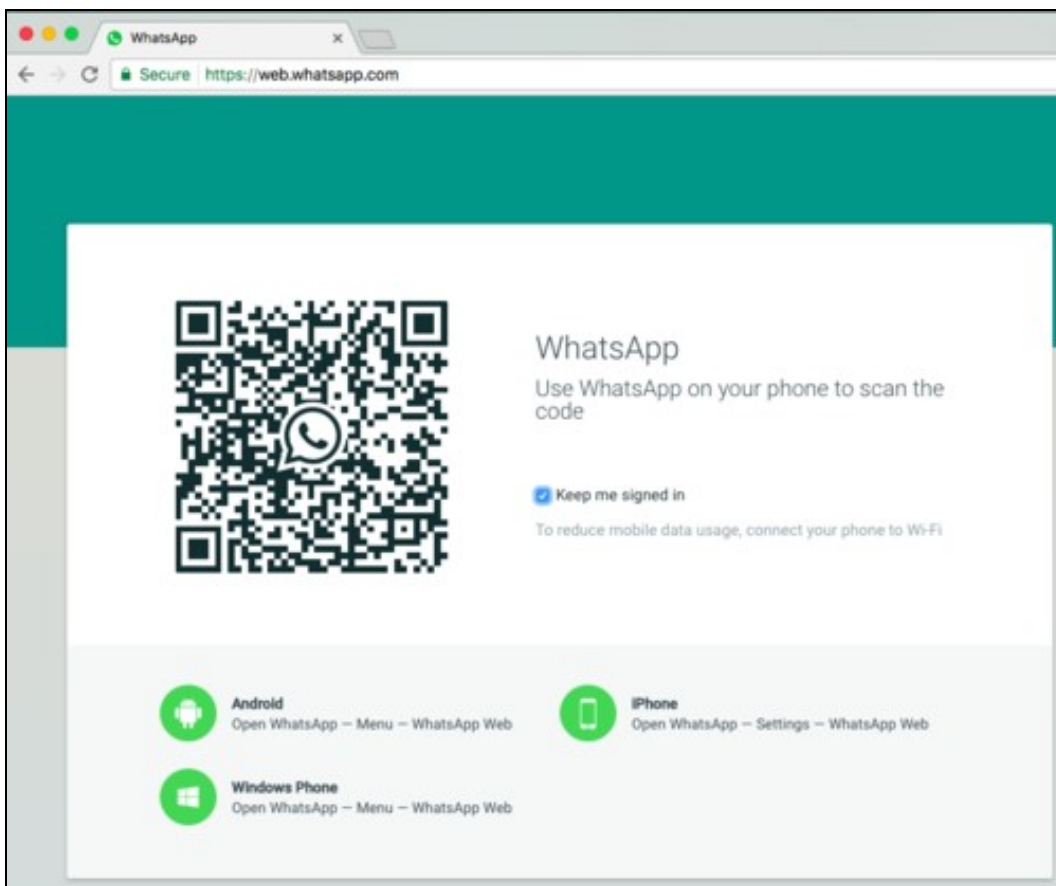 WhatsApp
Secure https://web.whatsapp.com
WhatsApp
Use WhatsApp on your phone to scan the
code
Keep me signed in
To reduce mobile data usage, connect your phone to Wi-Fi
Android
Open WhatsApp — Menu — WhatsApp Web
iPhone
Open WhatsApp — Settings — WhatsApp Web
Windows Phone
Open WhatsApp — Menu — WhatsApp Web